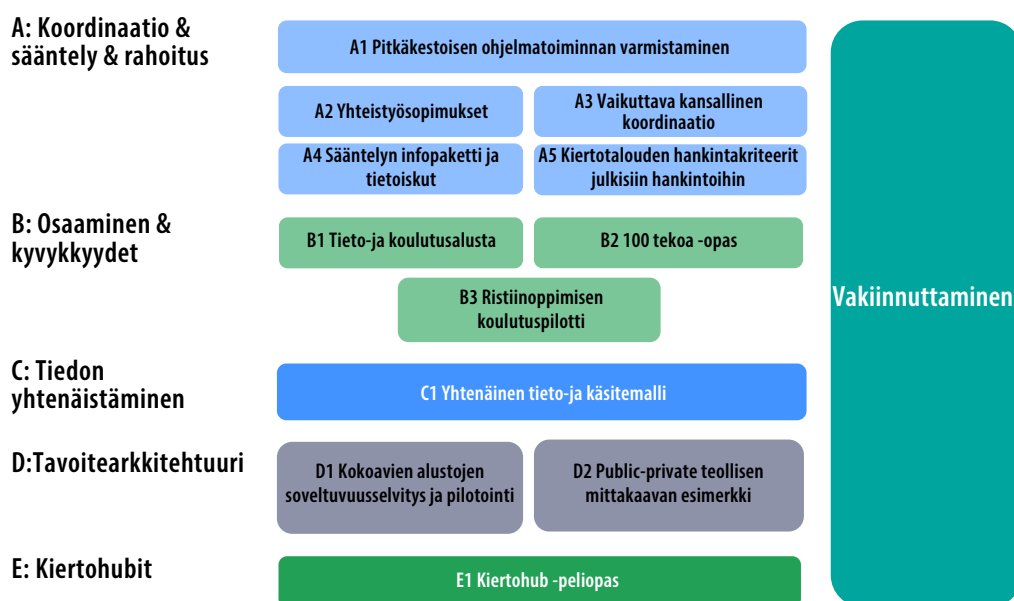 A: Koordinaatio &
sääntely & rahoitus
A1 Pitkäkestoisen ohjelmatoiminnan varmistaminen
A2 Yhteistyösopimukset
A3 Vaikuttava kansallinen
koordinaatio
A4 Sääntelyn infopaketti ja
tietoiskut
A5 Kiertotalouden hankintakriteerit
julkisiin hankintoihin
B: Osaaminen &
kyvykkyydet
B1 Tieto-ja koulutusalusta
B2 100 tekoa -opas
B3 Ristiinoppimisen
koulutuspilotti
C: Tiedon
yhtenäistäminen
C1 Yhtenäinen tieto-ja käsitemalli
D:Tavoitearkkitehtuuri
D1 Kokoavien alustojen
soveltuvuusselvitys ja pilotointi
D2 Public-private teollisen
mittakaavan esimerkki
E: Kiertohubit
E1 Kiertohub -peliopas
Vakiinnuttaminen